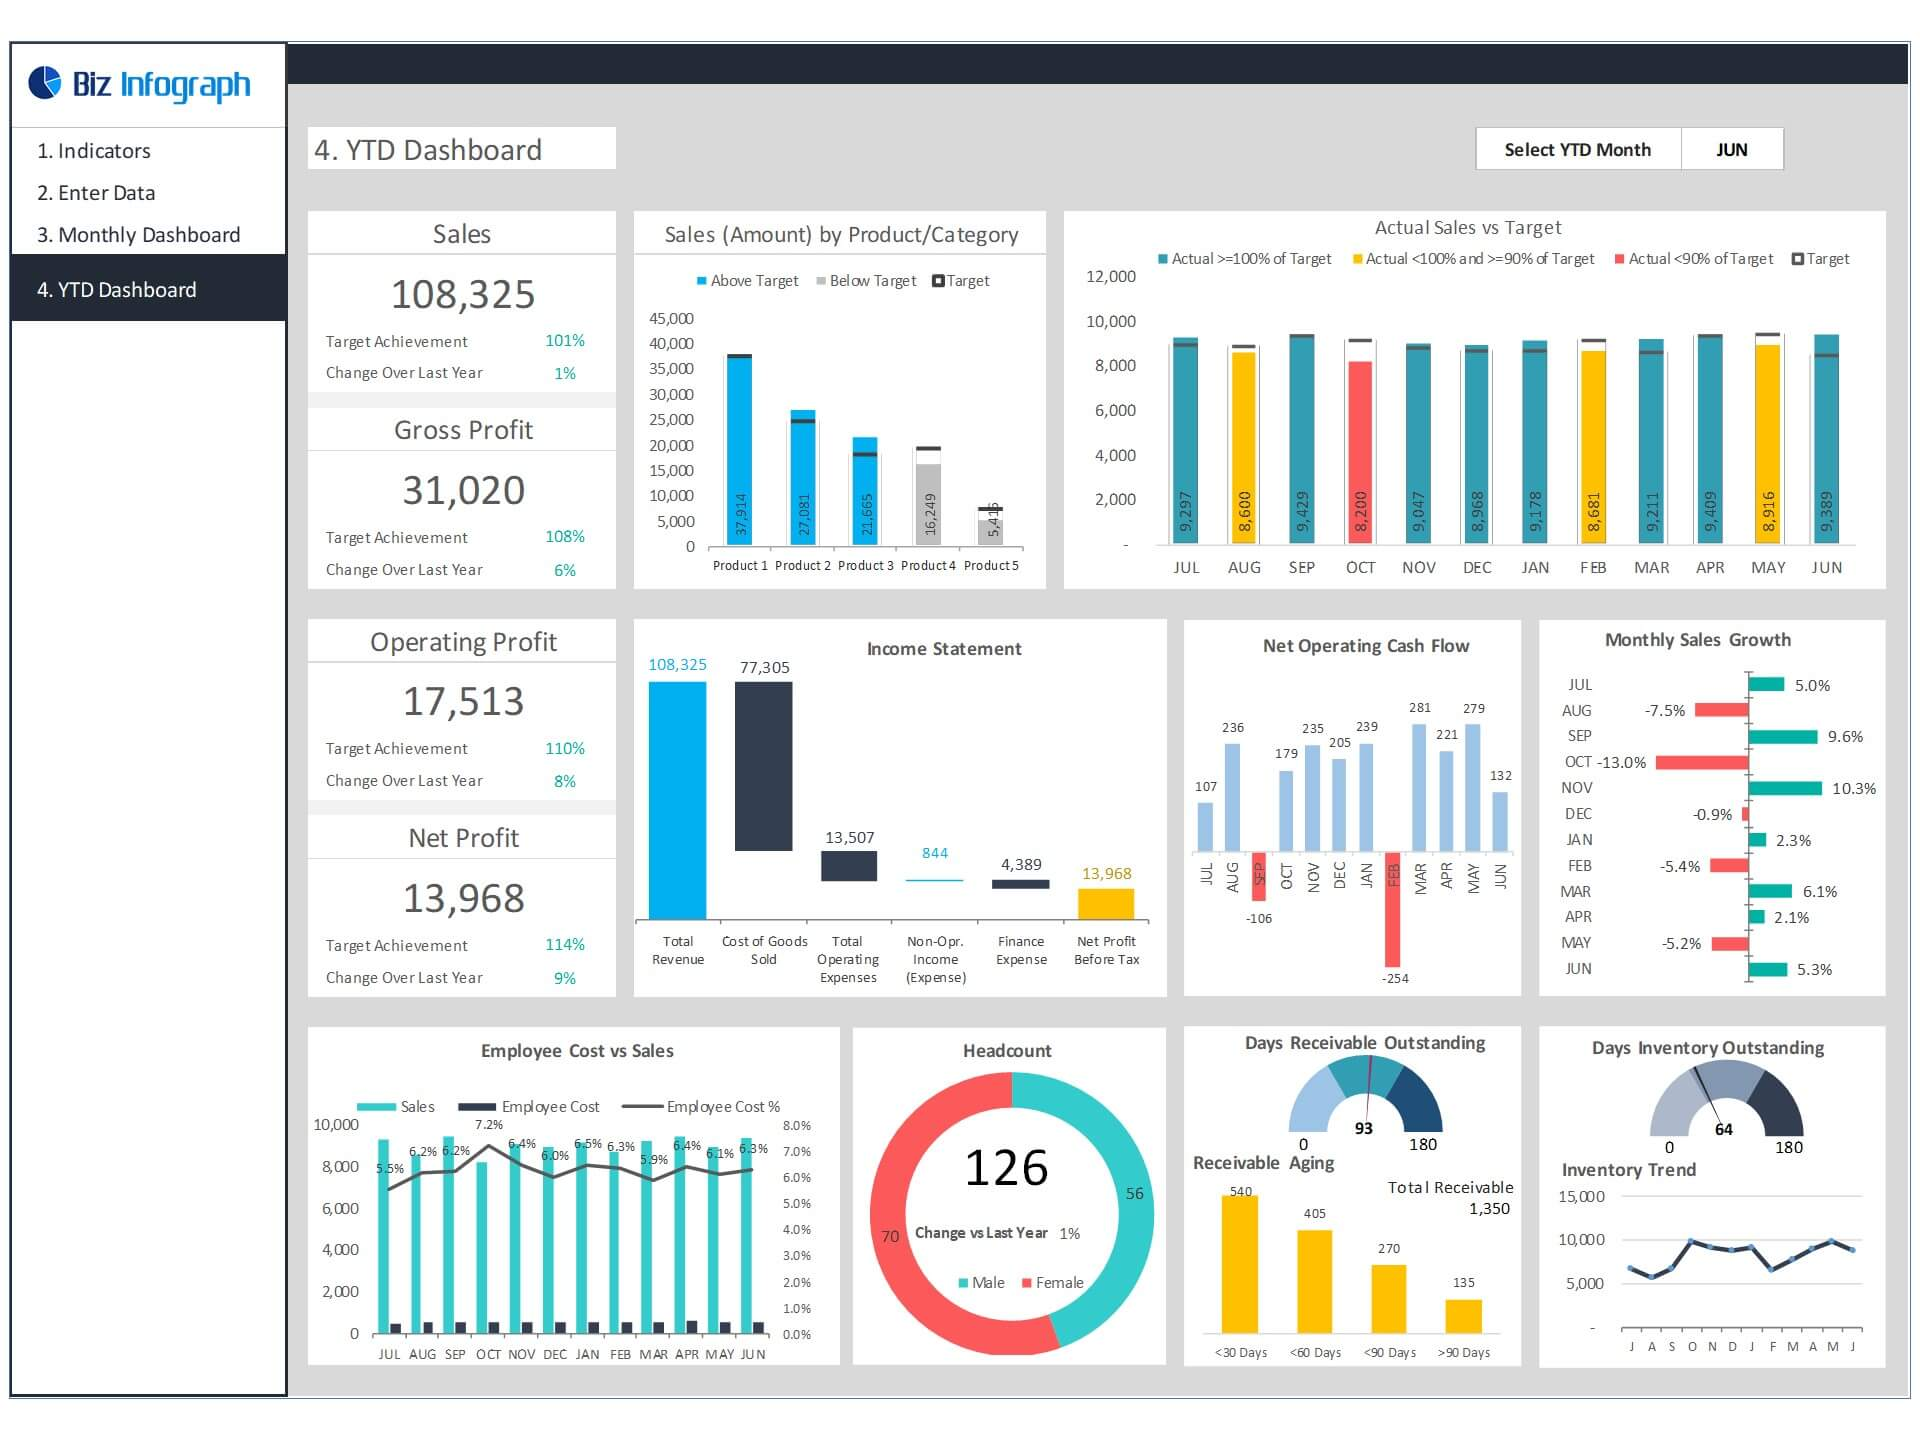 Biz Infograph
1. Indicators
2. Enter Data
3. Monthly Dashboard
4. YTD Dashboard
4. YTD Dashboard
Select YTD Month JUN
Sales
108,325
Target Achievement 101%
Change Over Last Year 1%
Gross Profit
31,020
Target Achievement 108%
Change Over Last Year 6%
Sales (Amount) by Product/Category
Above Target Below Target Target
45,000
40,000
35,000
30,000
25,000
20,000
15,000
10,000
5,000
0
37,914 27,081 21,665 16,249 5,416
Product 1 Product 2 Product 3 Product 4 Product 5
Actual Sales vs Target
Actual >=100% of Target Actual <100% and >=90% of Target Actual <90% of Target Target
12,000
10,000
8,000
6,000
4,000
2,000
-
9,297 8,600 9,429 8,200 9,047 8,968 9,178 8,681 9,211 9,409 8,916 9,389
JUL AUG SEP OCT NOV DEC JAN FEB MAR APR MAY JUN
Operating Profit
17,513
Target Achievement 110%
Change Over Last Year 8%
Net Profit
13,968
Target Achievement 114%
Change Over Last Year 9%
Income Statement
108,325 77,305 13,507 844 4,389 13,968
Total Cost of Goods Total Non-Opr. Finance Net Profit
Revenue Sold Operating Income Expense Before Tax
Expenses (Expense)
Net Operating Cash Flow
107 236 -106 179 235 205 239 -254 281 221 279 132
JUL AUG SEP OCT NOV DEC JAN FEB MAR APR MAY JUN
Monthly Sales Growth
JUL 5.0%
AUG -7.5%
SEP 9.6%
OCT -13.0%
NOV 10.3%
DEC -0.9%
JAN 2.3%
FEB -5.4%
MAR 6.1%
APR 2.1%
MAY -5.2%
JUN 5.3%
Employee Cost vs Sales
Sales Employee Cost Employee Cost %
10,000
8,000
6,000
4,000
2,000
0
5.5% 6.2% 6.2% 7.2% 6.4% 6.0% 6.5% 6.3% 5.9% 6.4% 6.1% 6.3%
8.0%
7.0%
6.0%
5.0%
4.0%
3.0%
2.0%
1.0%
0.0%
JUL AUG SEP OCT NOV DEC JAN FEB MAR APR MAY JUN
Headcount
126
56
70
Change vs Last Year 1%
Male Female
Days Receivable Outstanding
93
0 180
Receivable Aging
Total Receivable
1,350
540 405 270 135
<30 Days <60 Days <90 Days >90 Days
Days Inventory Outstanding
64
0 180
Inventory Trend
15,000
10,000
5,000
-
J A S O N D J F M A M J